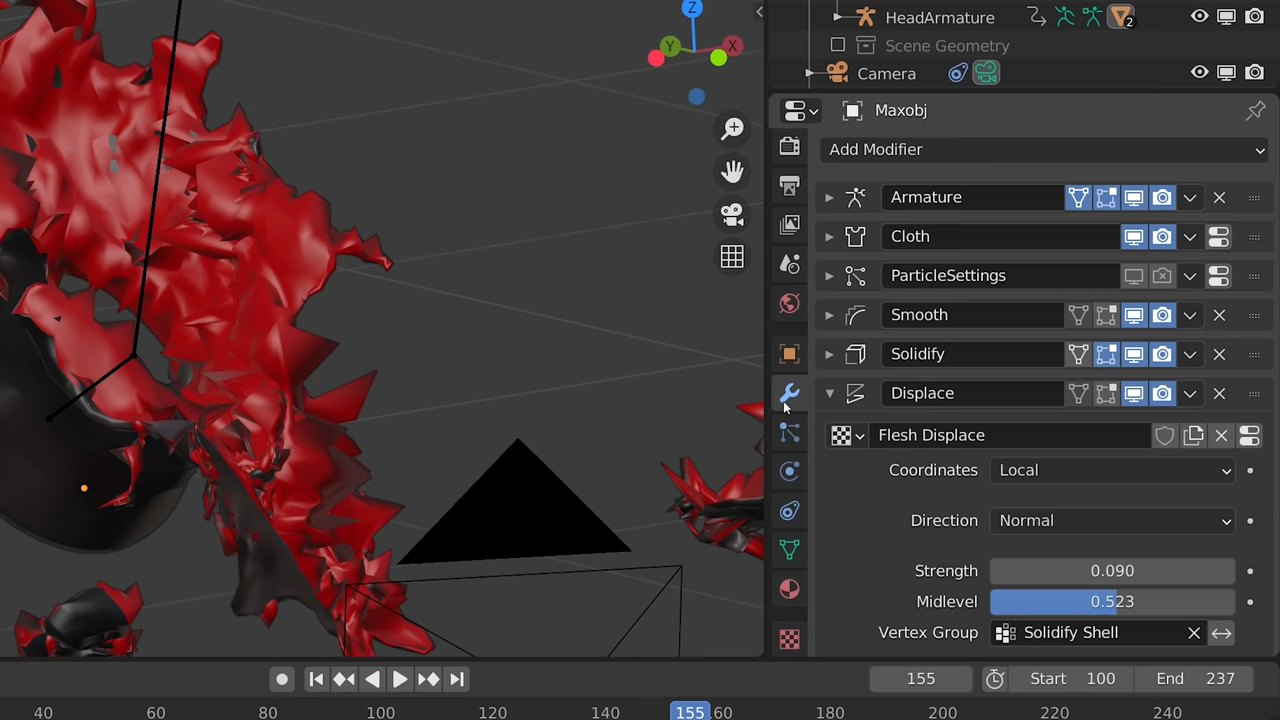 HeadArmature 2
Scene Geometry
Camera
Maxobj
Add Modifier
Armature
Cloth
ParticleSettings
Smooth
Solidify
Displace
Flesh Displace
Coordinates Local
Direction Normal
Strength 0.090
Midlevel 0.523
Vertex Group Solidify Shell
Z
Y X
155 Start 100 End 237
40 60 80 100 120 140 155 60 180 200 220 240